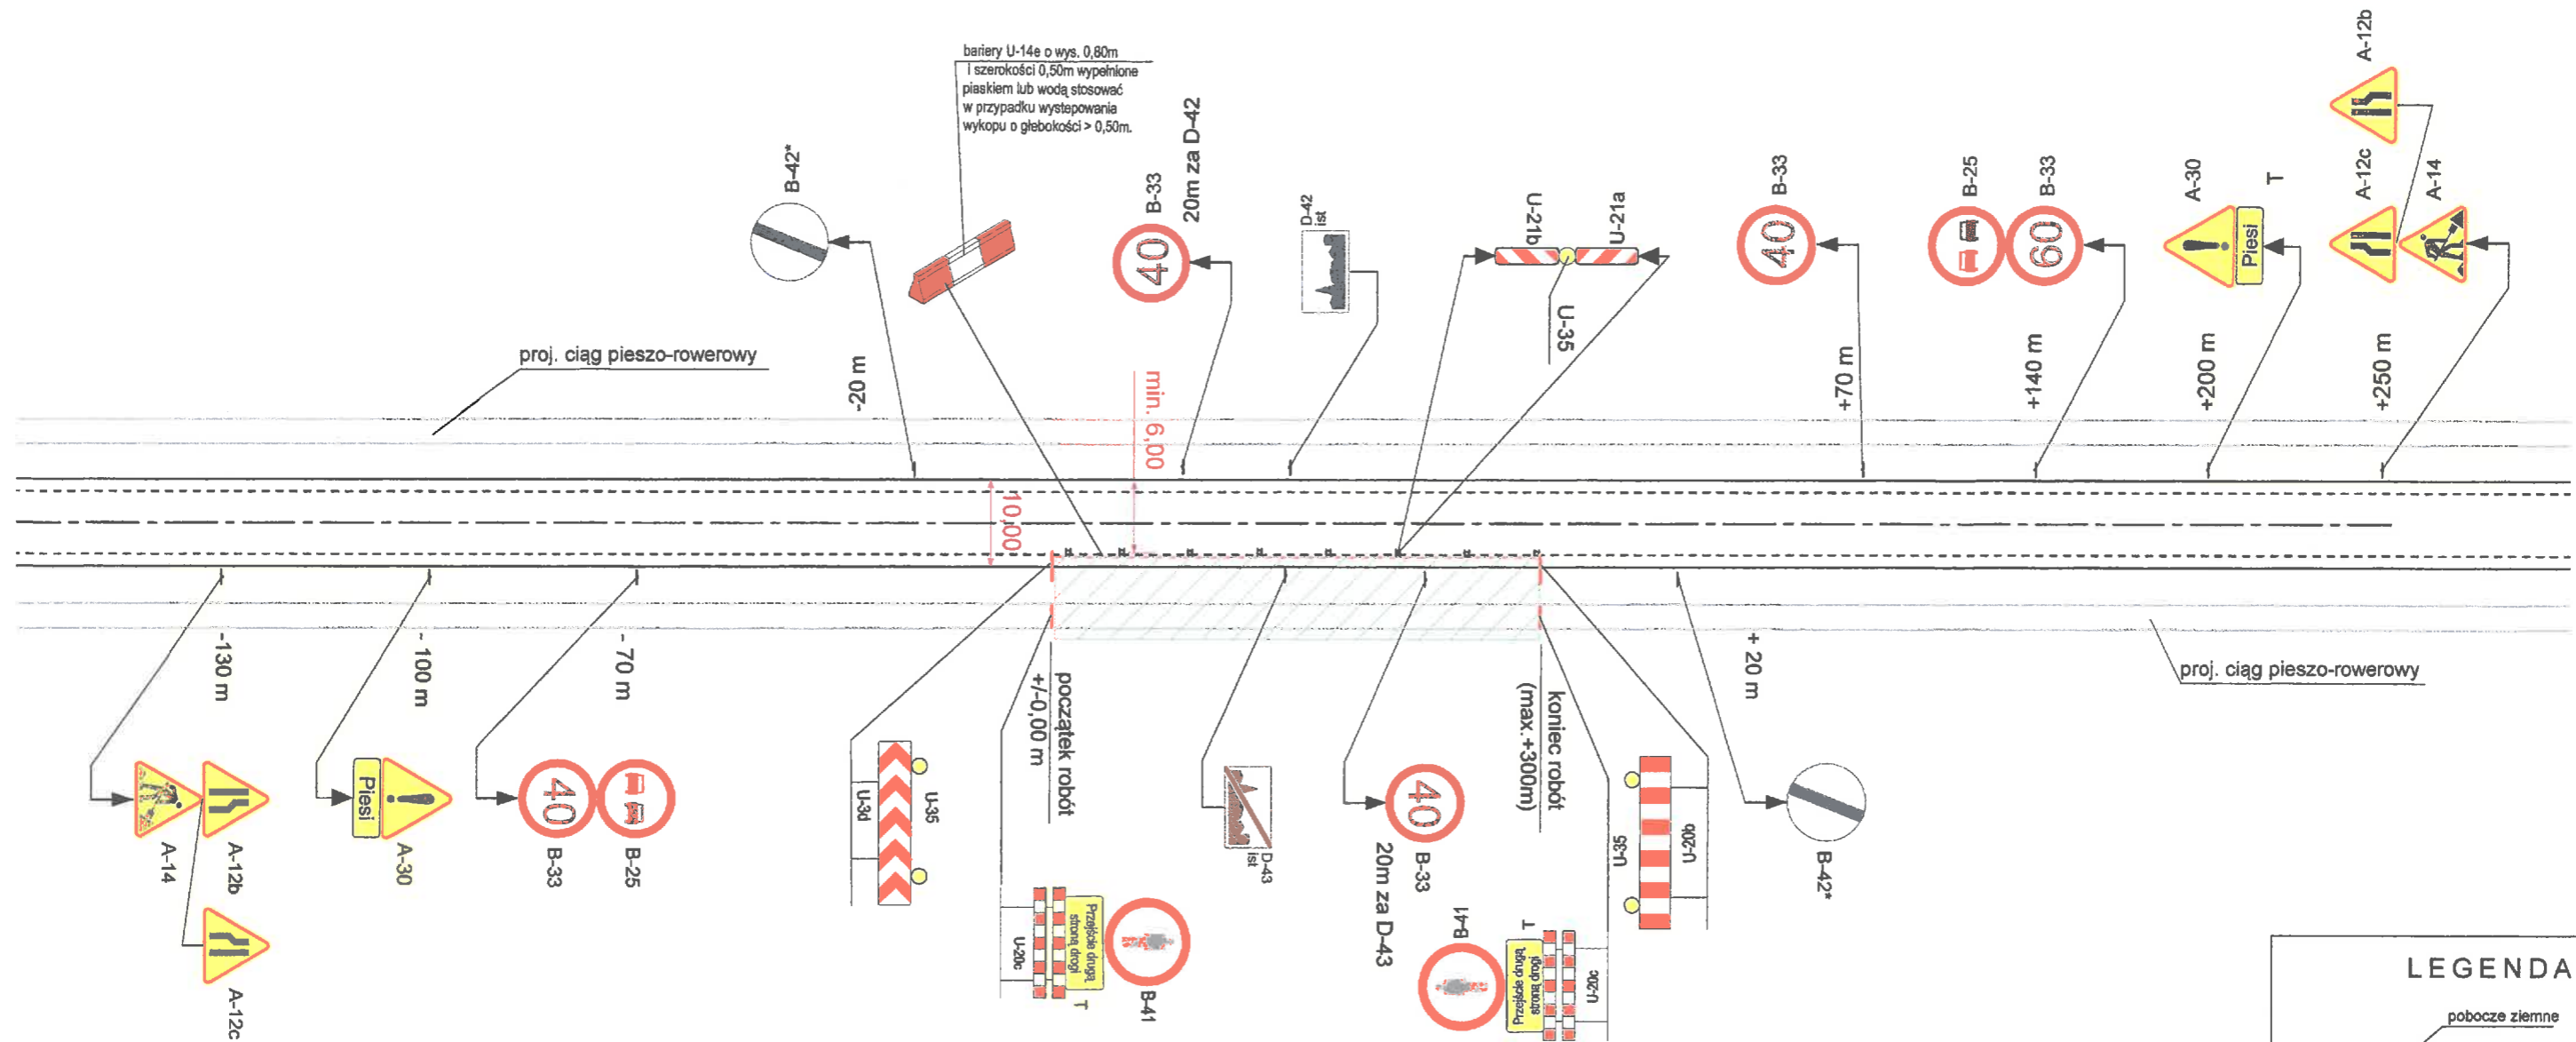 bariery U-14e o wys. 0,80m
i szerokości 0,50m wypełnione
piaskiem lub wodą stosować
w przypadku wystepowania
wykopu o głebokości > 0,50m.
B-42*
B-33
20m za D-42
40
D-42
ist
U-21b
U-21a
U-35
B-33
40
B-25
B-33
60
A-30
T
Piesi
A-12b
A-12c
A-14
proj. ciąg pieszo-rowerowy
-20 m
min. 6,00
10,00
+70 m
+140 m
+200 m
+250 m
-130 m
- 100 m
- 70 m
początek robót
+/-0,00 m
koniec robót
(max.+300m)
+ 20 m
proj. ciąg pieszo-rowerowy
A-14
A-12b
A-12c
Piesi
A-30
40
B-33
B-25
U-3d
U-35
U-20c
Przejście drugą
stroną drogi
T
B-41
D-43
ist
40
B-33
20m za D-43
B-41
T
Przejście drugą
stroną drogi
U-20c
U-35
U-20b
B-42*
LEGENDA
pobocze ziemne